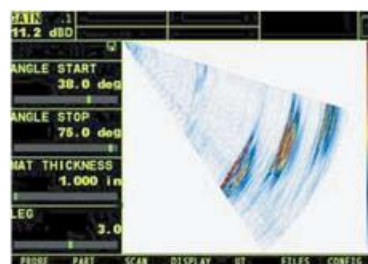 GAIN .1
11.2 dBD
ANGLE START
38.0 deg
ANGLE STOP
75.0 deg
MAT THICKNESS
1.000 in
LEG
3.0
PROBE PART SCAN DISPLAY UT FILES CONFIG